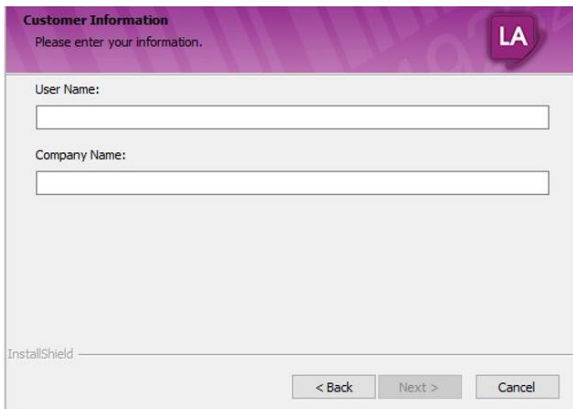 Customer Information
Please enter your information.
LA
User Name:
Company Name:
InstallShield
< Back
Next >
Cancel